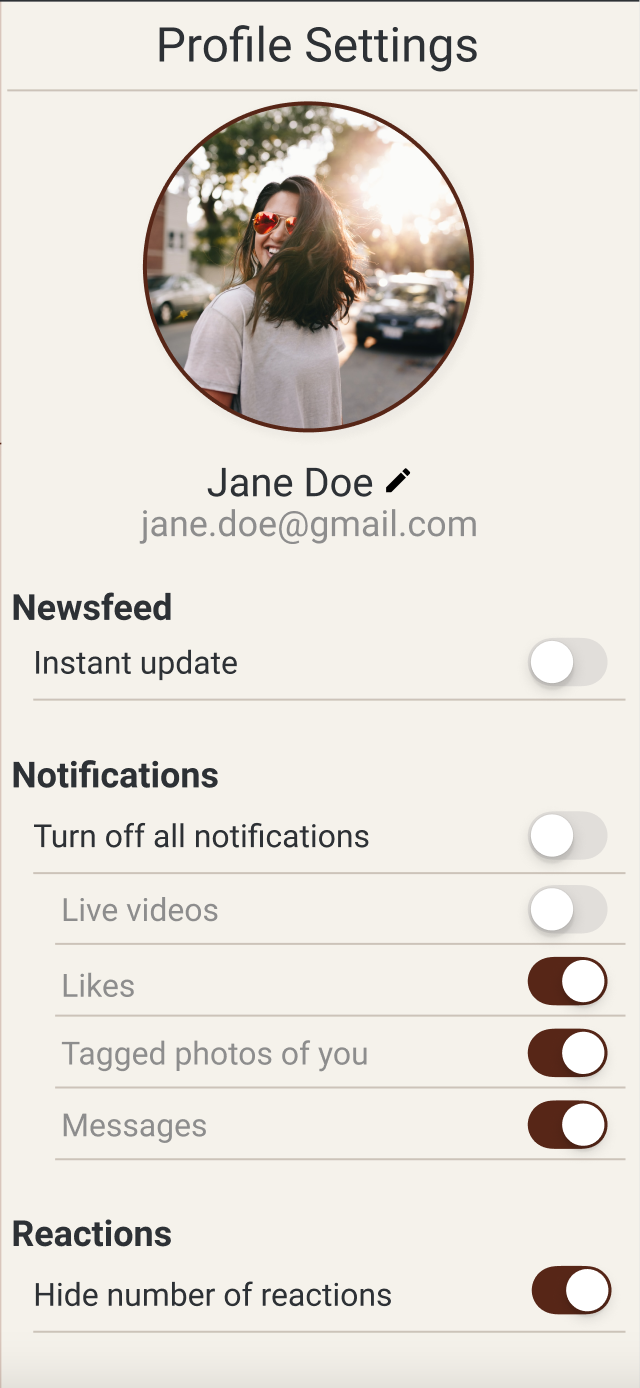 Profile Settings
Jane Doe
jane.doe@gmail.com
Newsfeed
Instant update
Notifications
Turn off all notifications
Live videos
Likes
Tagged photos of you
Messages
Reactions
Hide number of reactions